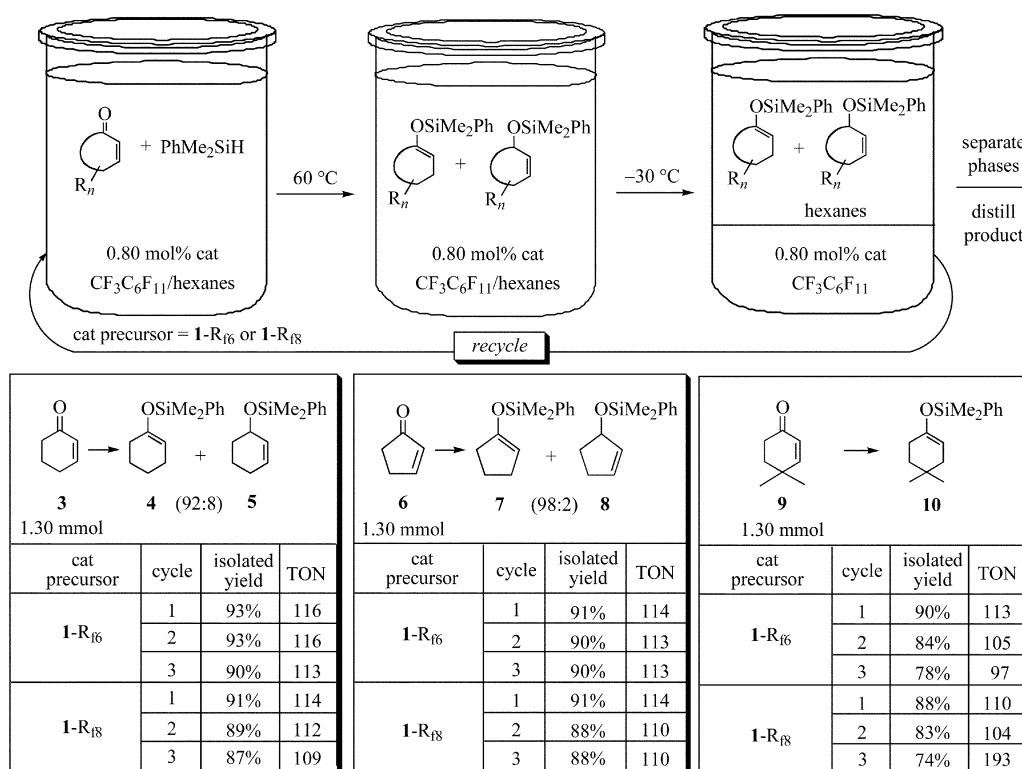 O
+ PhMe2SiH
Rn
0.80 mol% cat
CF3C6F11/hexanes
60 °C
OSiMe2Ph OSiMe2Ph
+
Rn Rn
0.80 mol% cat
CF3C6F11/hexanes
–30 °C
OSiMe2Ph OSiMe2Ph
+
Rn Rn
hexanes
0.80 mol% cat
CF3C6F11
separate
phases
distill
product
cat precursor = 1-Rf6 or 1-Rf8
recycle
O OSiMe2Ph OSiMe2Ph
+
3 4 (92:8) 5
1.30 mmol
cat precursor cycle isolated yield TON
1-Rf6
1 93% 116
2 93% 116
3 90% 113
1-Rf8
1 91% 114
2 89% 112
3 87% 109
O OSiMe2Ph OSiMe2Ph
+
6 7 (98:2) 8
1.30 mmol
cat precursor cycle isolated yield TON
1-Rf6
1 91% 114
2 90% 113
3 90% 113
1-Rf8
1 91% 114
2 88% 110
3 88% 110
O OSiMe2Ph
9 10
1.30 mmol
cat precursor cycle isolated yield TON
1-Rf6
1 90% 113
2 84% 105
3 78% 97
1-Rf8
1 88% 110
2 83% 104
3 74% 193